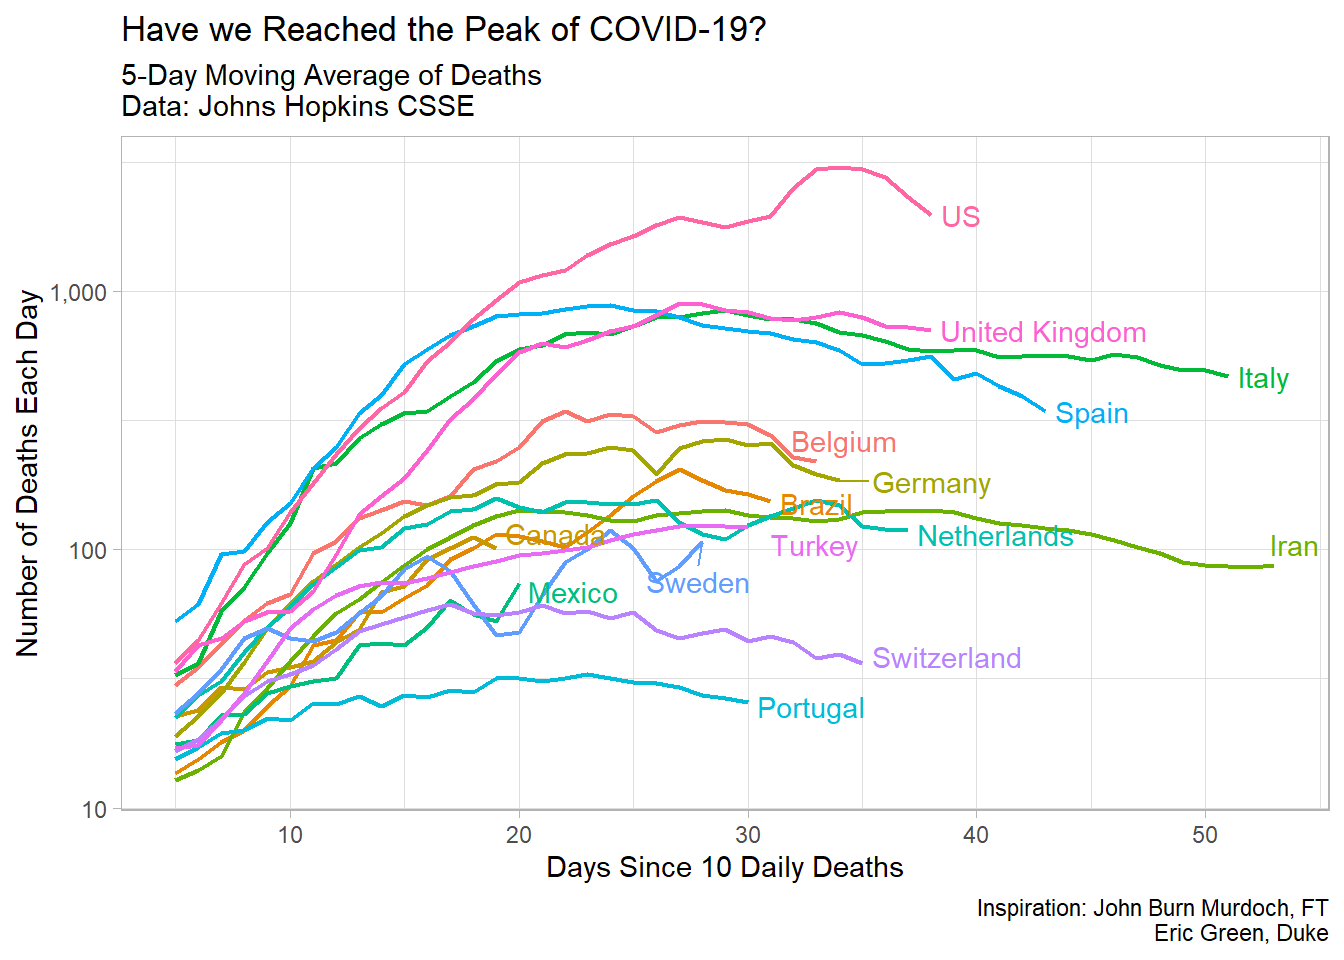 Have we Reached the Peak of COVID-19?
5-Day Moving Average of Deaths
Data: Johns Hopkins CSSE
Number of Deaths Each Day
1,000
100
10
US
United Kingdom
Italy
Spain
Belgium
Germany
Brazil
Canada
Netherlands
Turkey
Iran
Sweden
Mexico
Switzerland
Portugal
10 20 30 40 50
Days Since 10 Daily Deaths
Inspiration: John Burn Murdoch, FT
Eric Green, Duke